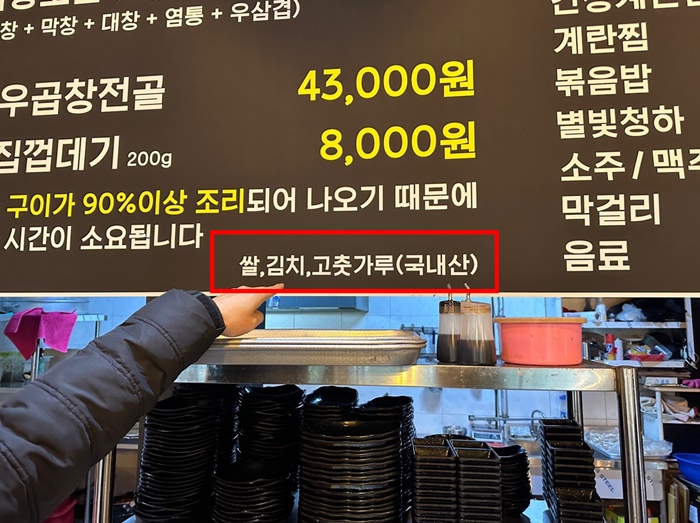 창 + 막창 + 대창 + 염통 + 우삼겹)
우곱창전골 43,000원
집껍데기 200g 8,000원
구이가 90%이상 조리되어 나오기 때문에
시간이 소요됩니다
쌀,김치,고춧가루(국내산)
계란찜
볶음밥
별빛청하
소주 / 맥주
막걸리
음료